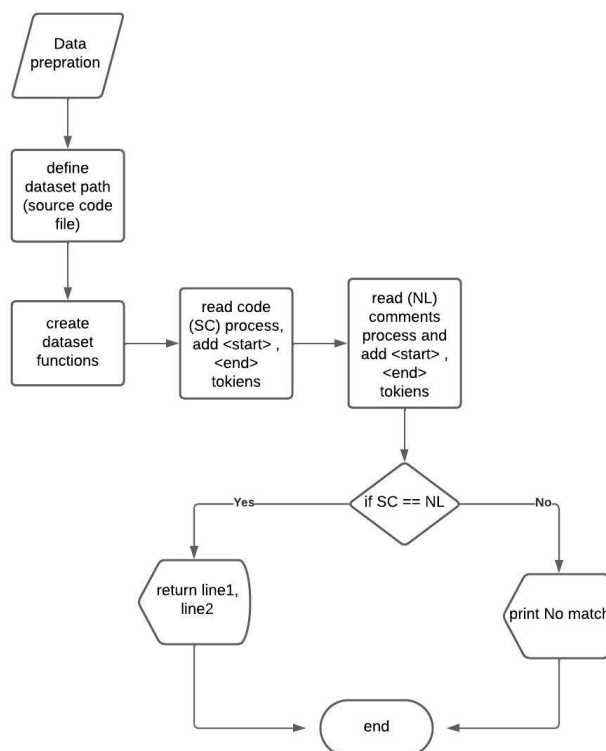 Data
prepration
define
dataset path
(source code
file)
create
dataset
functions
read code
(SC) process,
add <start> ,
<end>
tokiens
read (NL)
comments
process and
add <start> ,
<end>
tokiens
if SC == NL
Yes
No
return line1,
line2
print No match
end